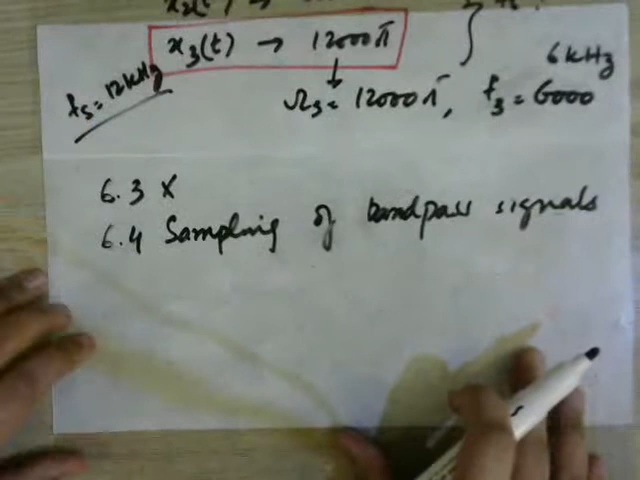 x₃(t) → 12000π
6kHz
fs = 12kHz
↓
Ω₃ = 12000π, f₃ = 6000
6.3 X
6.4 Sampling of bandpass signals